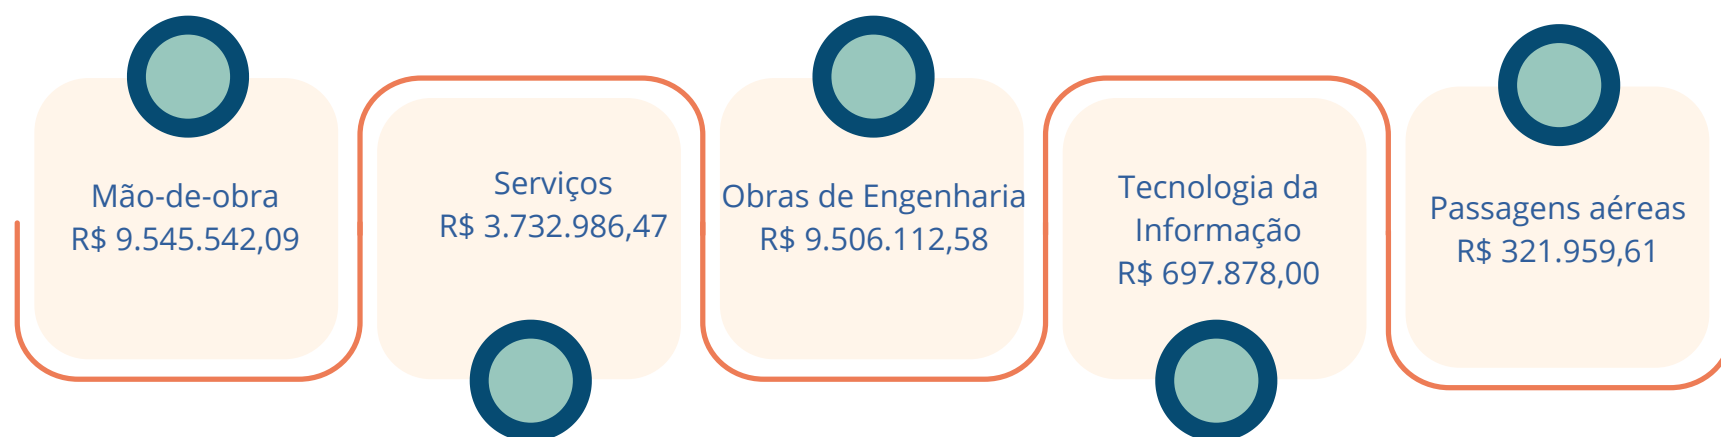 Mão-de-obra
R$ 9.545.542,09
Serviços
R$ 3.732.986,47
Obras de Engenharia
R$ 9.506.112,58
Tecnologia da
Informação
R$ 697.878,00
Passagens aéreas
R$ 321.959,61